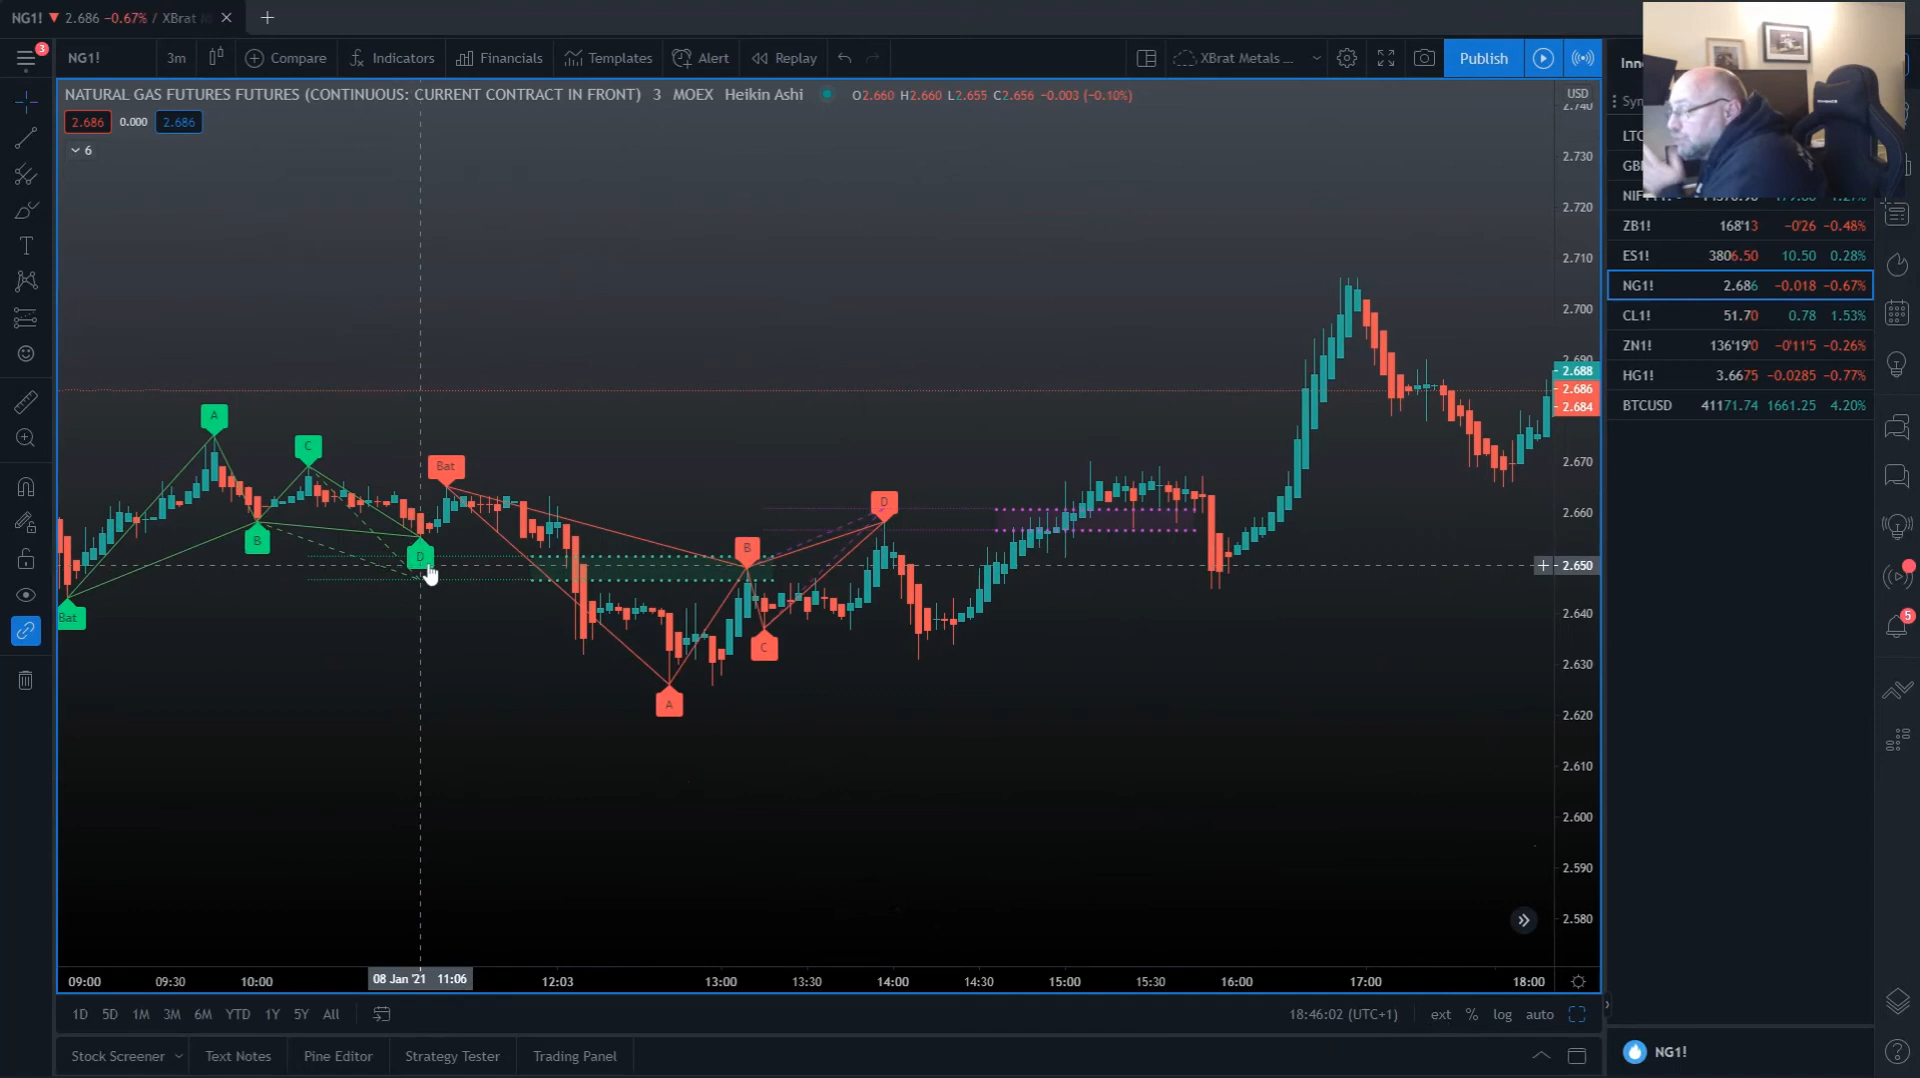 NG1! ▼ 2.686 −0.67% / XBrat
3
NG1!
3m
Compare
Indicators
Financials
Templates
Alert
Replay
XBrat Metals ...
Publish
NATURAL GAS FUTURES FUTURES (CONTINUOUS: CURRENT CONTRACT IN FRONT) 3 MOEX Heikin Ashi
O2.660 H2.660 L2.655 C2.656 −0.003 (−0.10%)
2.686 0.000 2.686
6
USD
2.740
2.730
2.720
2.710
2.700
2.690
2.688
2.686
2.684
2.670
2.660
2.650
2.640
2.630
2.620
2.610
2.600
2.590
2.580
A
C
B
D
Bat
Bat
B
D
C
A
09:00
09:30
10:00
08 Jan '21 11:06
12:03
13:00
13:30
14:00
14:30
15:00
15:30
16:00
17:00
18:00
1D 5D 1M 3M 6M YTD 1Y 5Y All
18:46:02 (UTC+1)
ext % log auto
Stock Screener
Text Notes
Pine Editor
Strategy Tester
Trading Panel
ZB1! 168'13 −0'26 −0.48%
ES1! 3806.50 10.50 0.28%
NG1! 2.686 −0.018 −0.67%
CL1! 51.70 0.78 1.53%
ZN1! 136'19'0 −0'11'5 −0.26%
HG1! 3.6675 −0.0285 −0.77%
BTCUSD 41171.74 1661.25 4.20%
5
NG1!